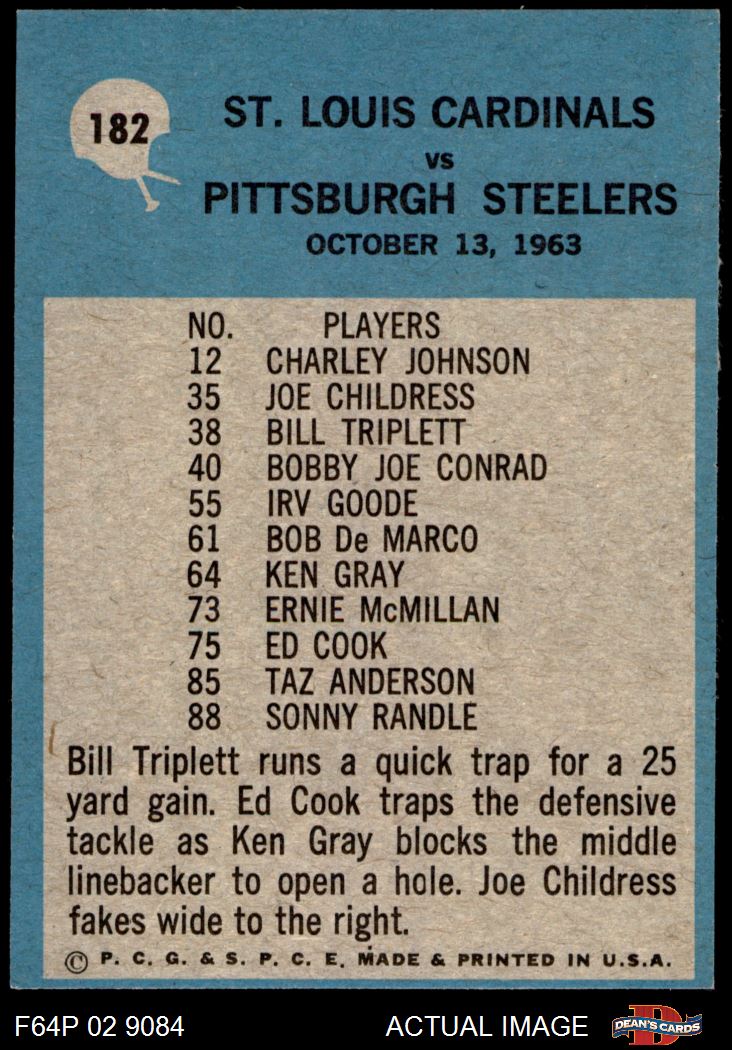 182
ST. LOUIS CARDINALS
VS
PITTSBURGH STEELERS
OCTOBER 13, 1963
NO. PLAYERS
12 CHARLEY JOHNSON
35 JOE CHILDRESS
38 BILL TRIPLETT
40 BOBBY JOE CONRAD
55 IRV GOODE
61 BOB De MARCO
64 KEN GRAY
73 ERNIE McMILLAN
75 ED COOK
85 TAZ ANDERSON
88 SONNY RANDLE
Bill Triplett runs a quick trap for a 25
yard gain. Ed Cook traps the defensive
tackle as Ken Gray blocks the middle
linebacker to open a hole. Joe Childress
fakes wide to the right.
© P. C. G. & S. P. C. E. MADE & PRINTED IN U.S.A.
F64P 02 9084 ACTUAL IMAGE D DEAN'S CARDS